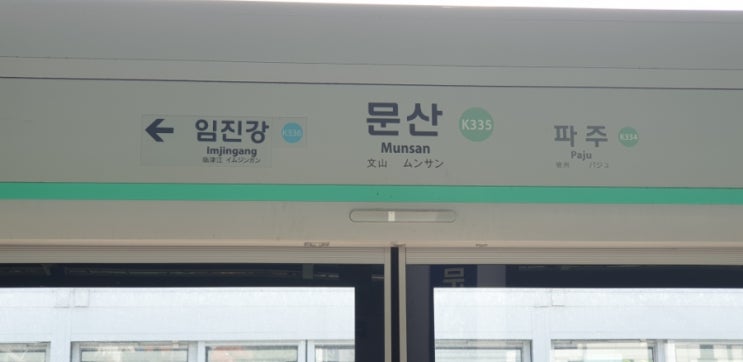 ← 임진강 K336
Imjingang
臨津江 イムジンガン
문산 K335
Munsan
文山 ムンサン
파주 K334
Paju
坡州 パジュ